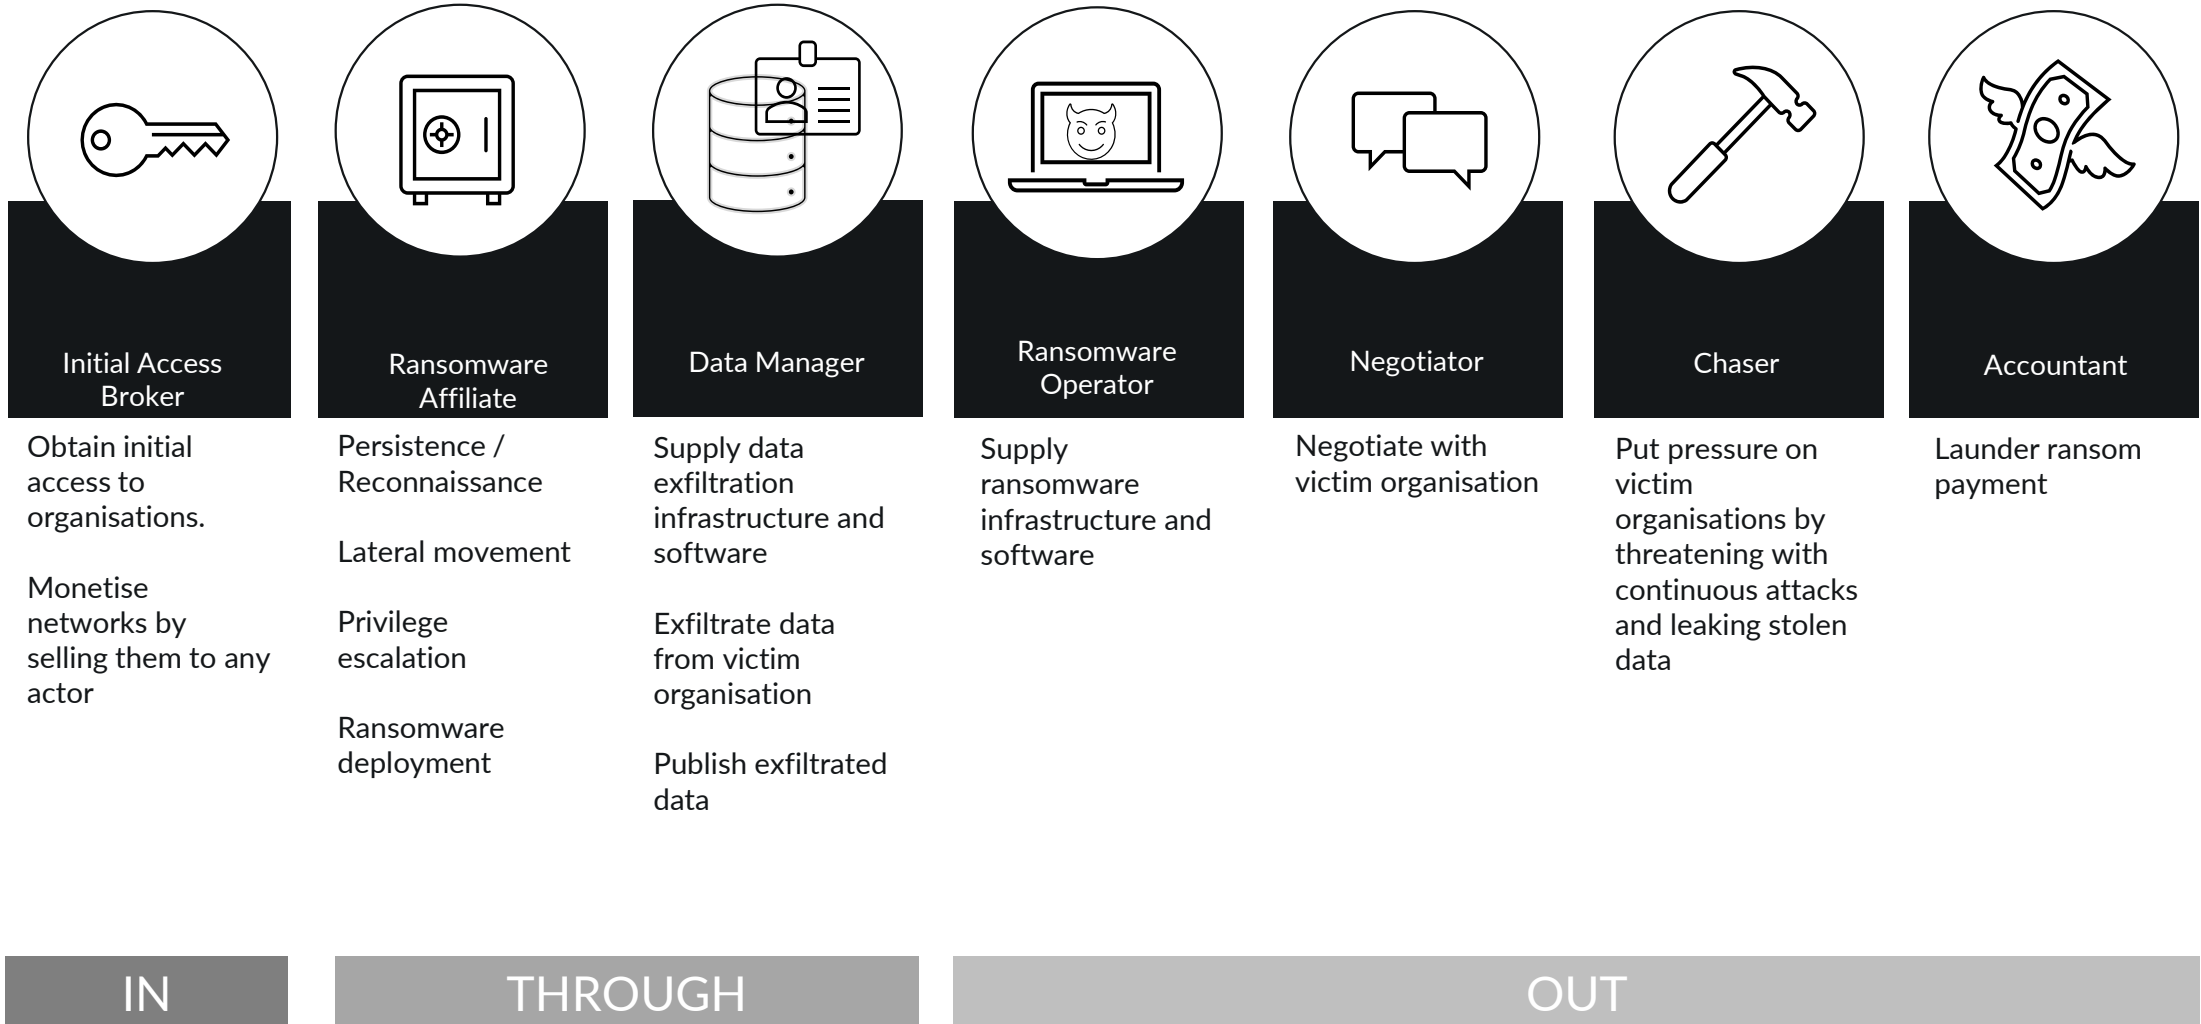 Initial Access
Broker
Obtain initial
access to
organisations.
Monetise
networks by
selling them to any
actor
Ransomware
Affiliate
Persistence /
Reconnaissance
Lateral movement
Privilege
escalation
Ransomware
deployment
Data Manager
Supply data
exfiltration
infrastructure and
software
Exfiltrate data
from victim
organisation
Publish exfiltrated
data
Ransomware
Operator
Supply
ransomware
infrastructure and
software
Negotiator
Negotiate with
victim organisation
Chaser
Put pressure on
victim
organisations by
threatening with
continuous attacks
and leaking stolen
data
Accountant
Launder ransom
payment
IN
THROUGH
OUT